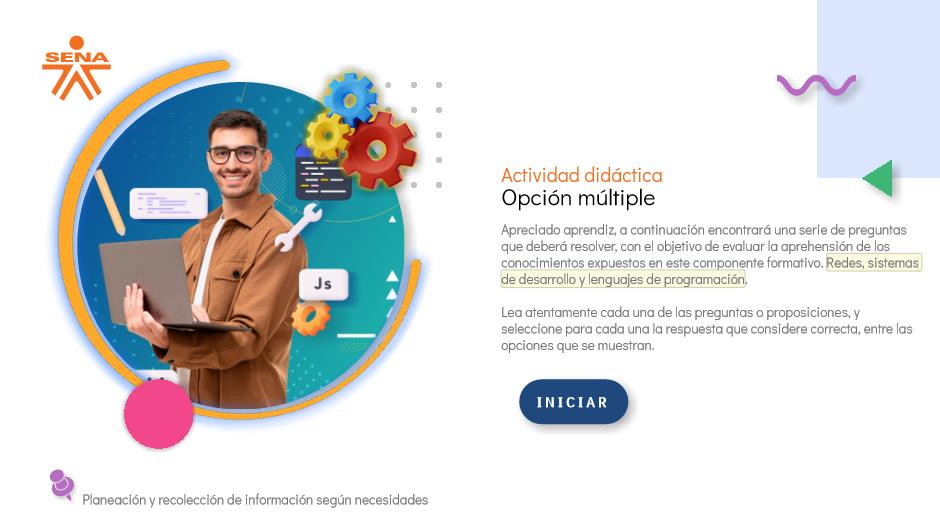 SENA
Js
Actividad didáctica
Opción múltiple
Apreciado aprendiz, a continuación encontrará una serie de preguntas
que deberá resolver, con el objetivo de evaluar la aprehensión de los
conocimientos expuestos en este componente formativo. Redes, sistemas
de desarrollo y lenguajes de programación.
Lea atentamente cada una de las preguntas o proposiciones, y
seleccione para cada una la respuesta que considere correcta, entre las
opciones que se muestran.
INICIAR
Planeación y recolección de información según necesidades